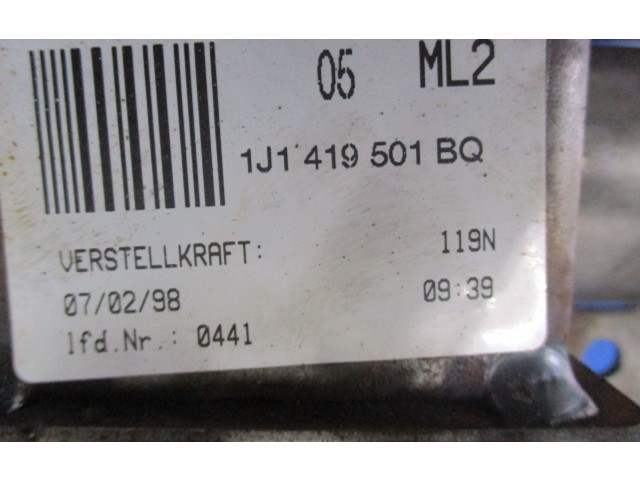 05 ML2
1J1 419 501 BQ
VERSTELLKRAFT: 119N
07/02/98 09:39
lfd.Nr.: 0441